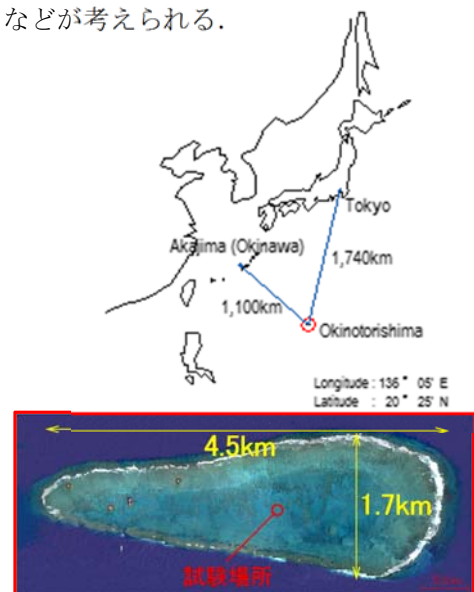 などが考えられる.
Tokyo
Akajima (Okinawa)
1,740km
1,100km
Okinotorishima
Longitude : 136° 05' E
Latitude : 20° 25' N
4.5km
1.7km
試験場所